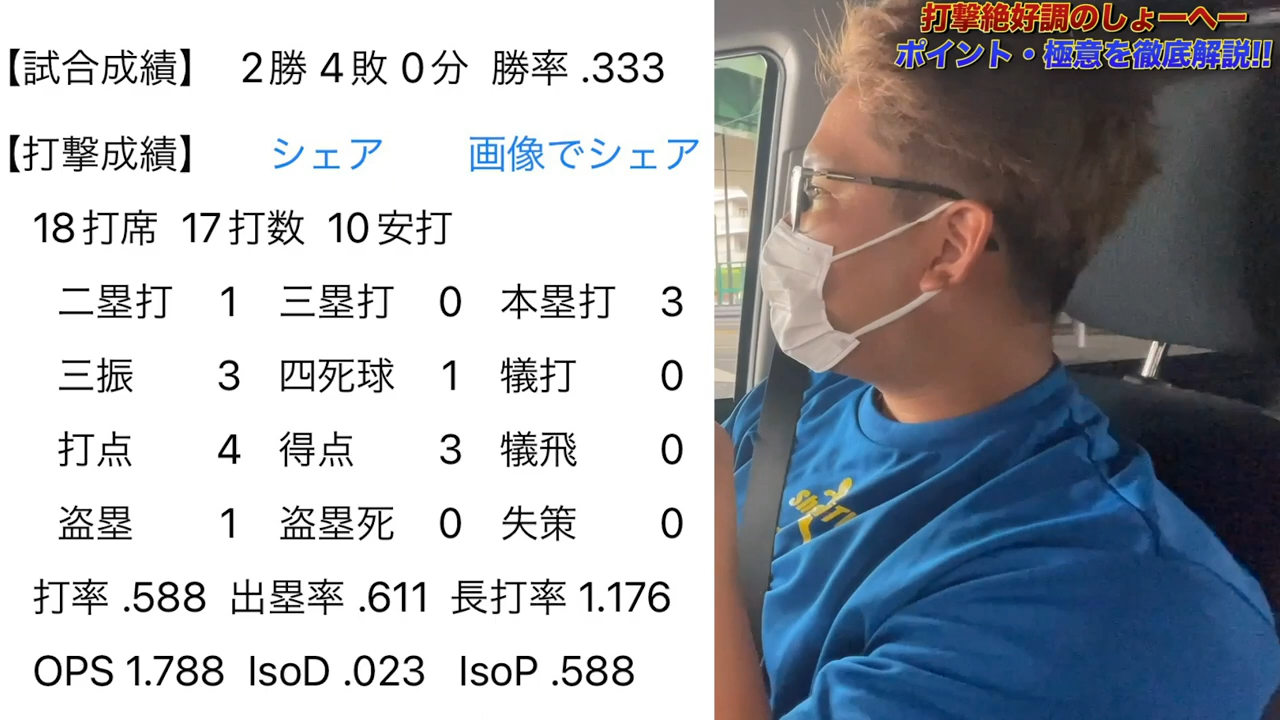 【試合成績】 2勝 4敗 0分 勝率 .333
【打撃成績】 シェア 画像でシェア
18打席 17打数 10安打
二塁打 1 三塁打 0 本塁打 3
三振 3 四死球 1 犠打 0
打点 4 得点 3 犠飛 0
盗塁 1 盗塁死 0 失策 0
打率 .588 出塁率 .611 長打率 1.176
OPS 1.788 IsoD .023 IsoP .588
打撃絶好調のしょーへー
ポイント・極意を徹底解説!!